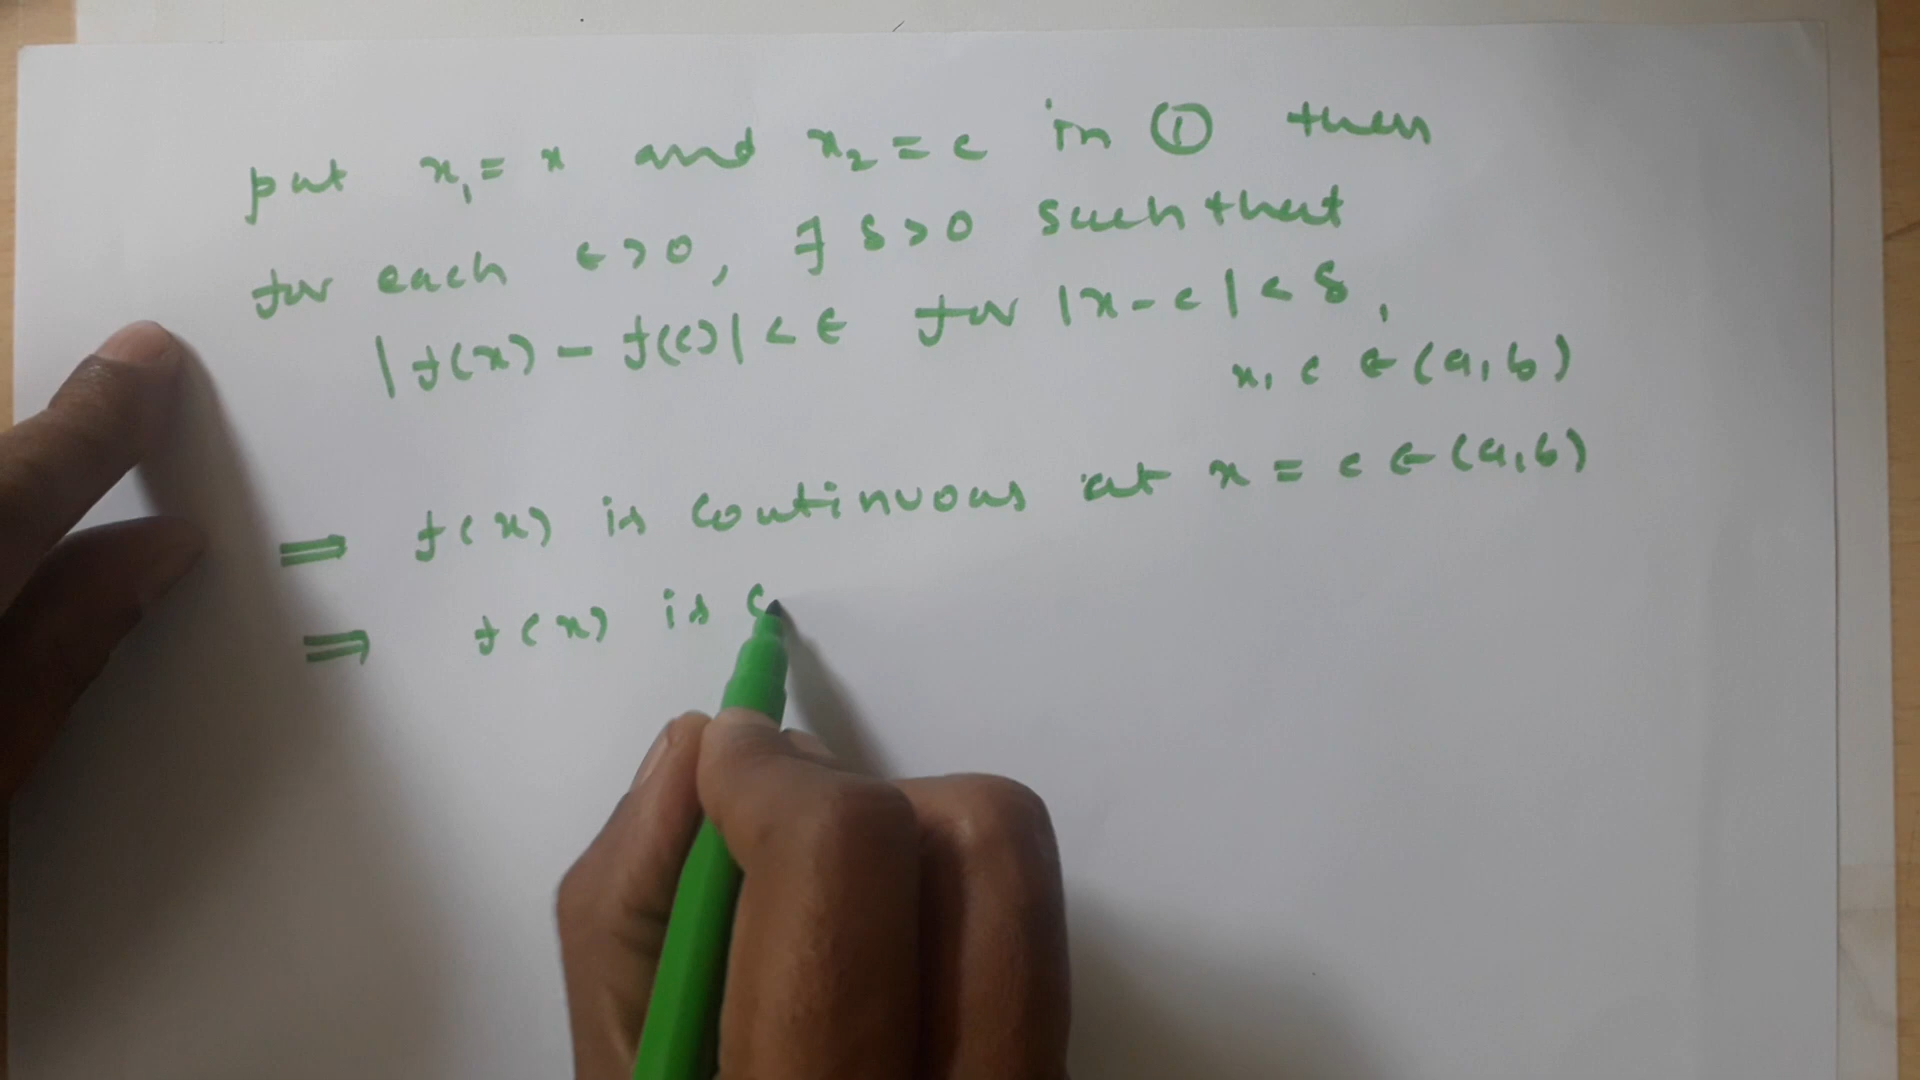 put x₁ = x and x₂ = c in ① then
for each ϵ > 0, ∃ δ > 0 such that
|f(x) - f(c)| < ϵ for |x - c| < δ,
x, c ∈ (a, b)
⇒ f(x) is continuous at x = c ∈ (a, b)
⇒ f(x) is c